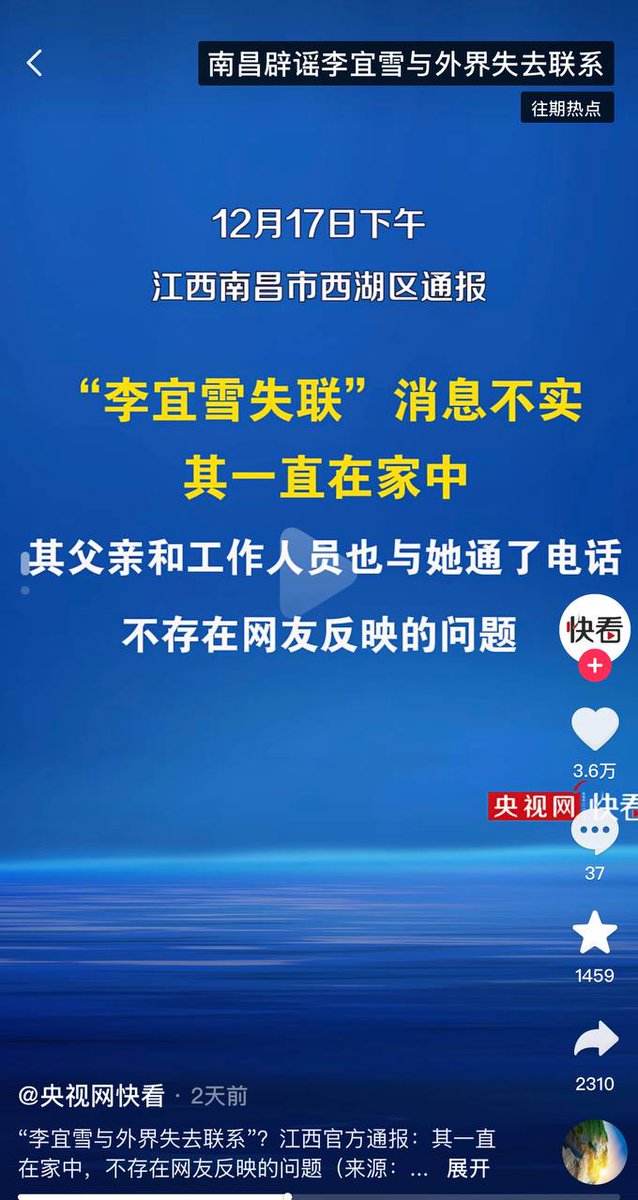 南昌辟谣李宜雪与外界失去联系
往期热点
12月17日下午
江西南昌市西湖区通报
“李宜雪失联”消息不实
其一直在家中
其父亲和工作人员也与她通了电话
不存在网友反映的问题
快看
3.6万
央视网 快看
37
1459
2310
@央视网快看 · 2天前
“李宜雪与外界失去联系”？江西官方通报：其一直
在家中，不存在网友反映的问题（来源：... 展开